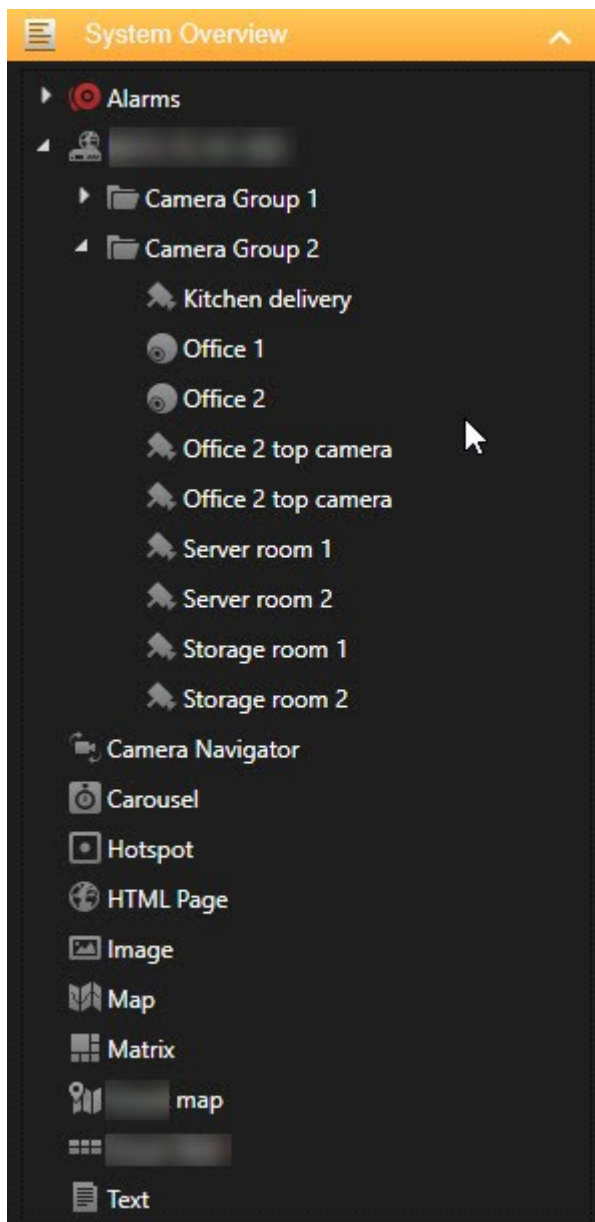 System Overview
Alarms
Camera Group 1
Camera Group 2
Kitchen delivery
Office 1
Office 2
Office 2 top camera
Office 2 top camera
Server room 1
Server room 2
Storage room 1
Storage room 2
Camera Navigator
Carousel
Hotspot
HTML Page
Image
Map
Matrix
map
Text